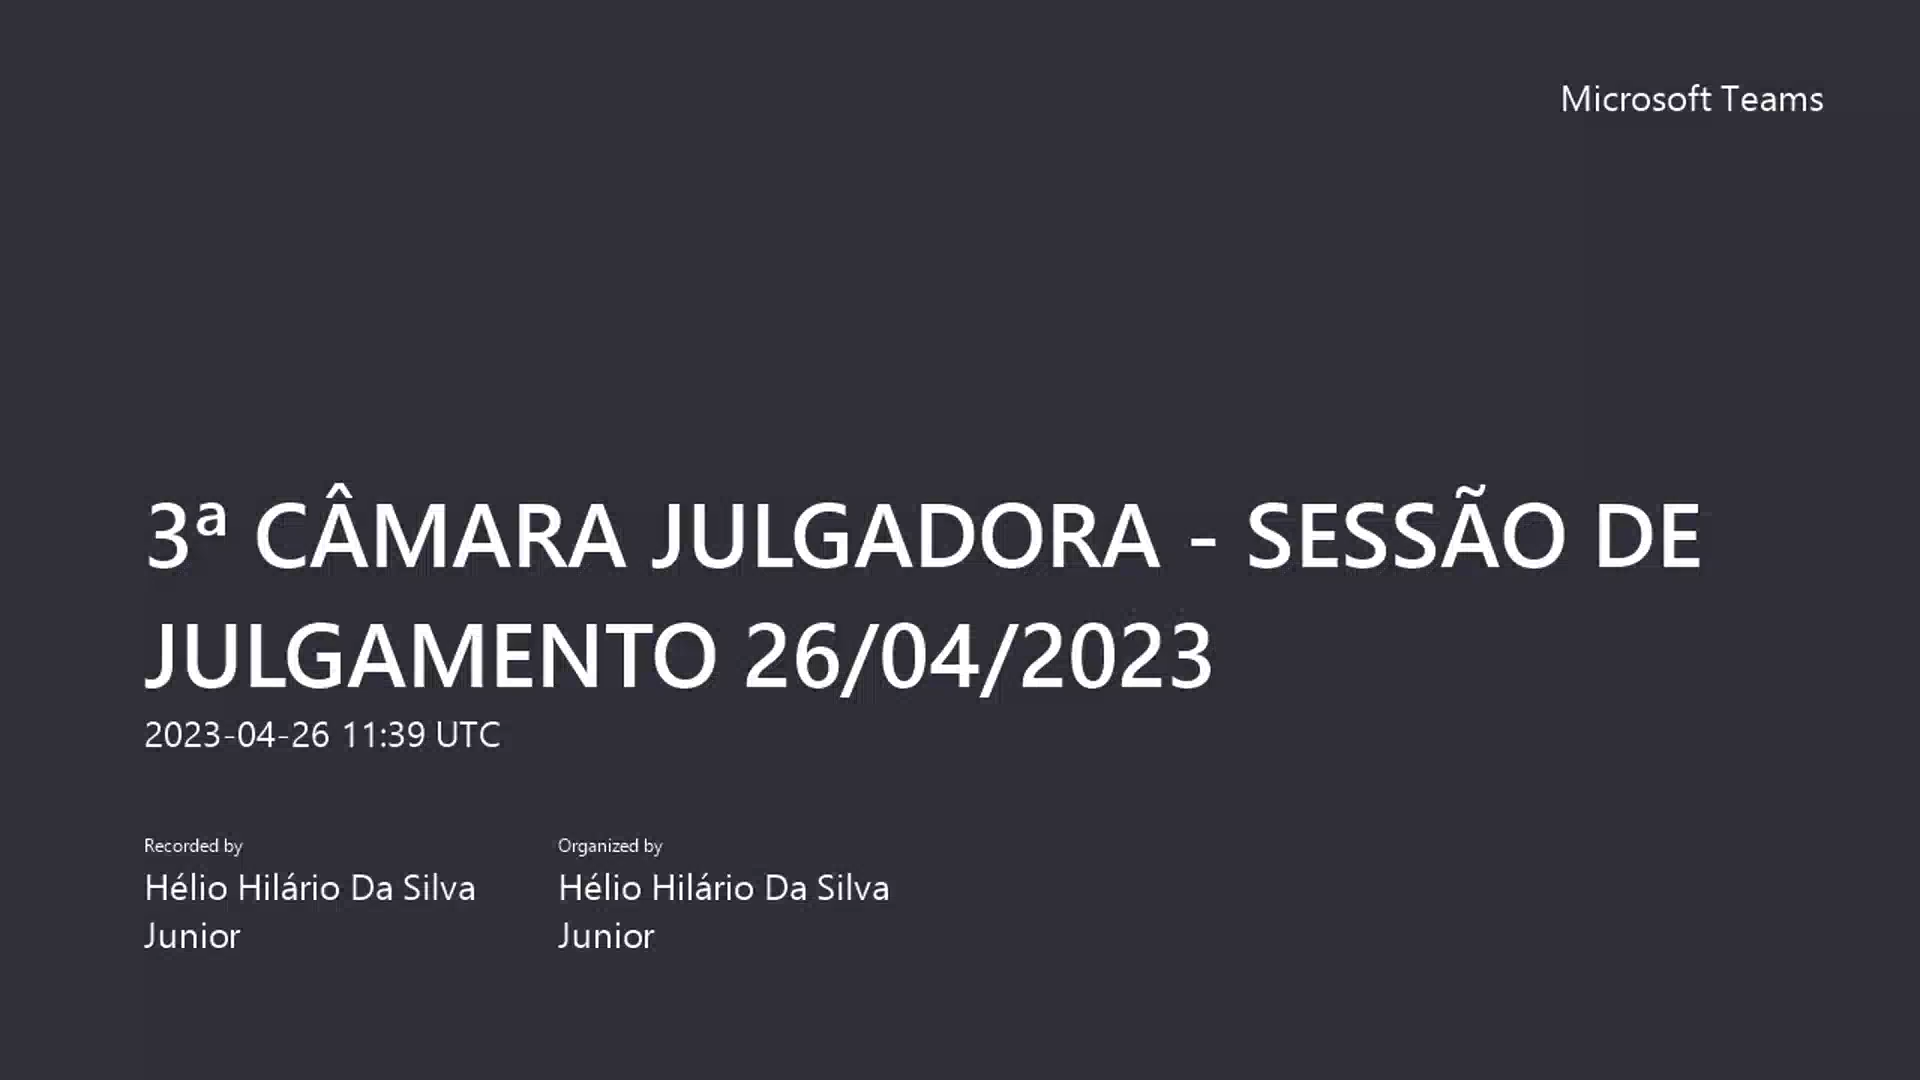 Microsoft Teams
3ª CÂMARA JULGADORA - SESSÃO DE
JULGAMENTO 26/04/2023
2023-04-26 11:39 UTC
Recorded by
Hélio Hilário Da Silva
Junior
Organized by
Hélio Hilário Da Silva
Junior